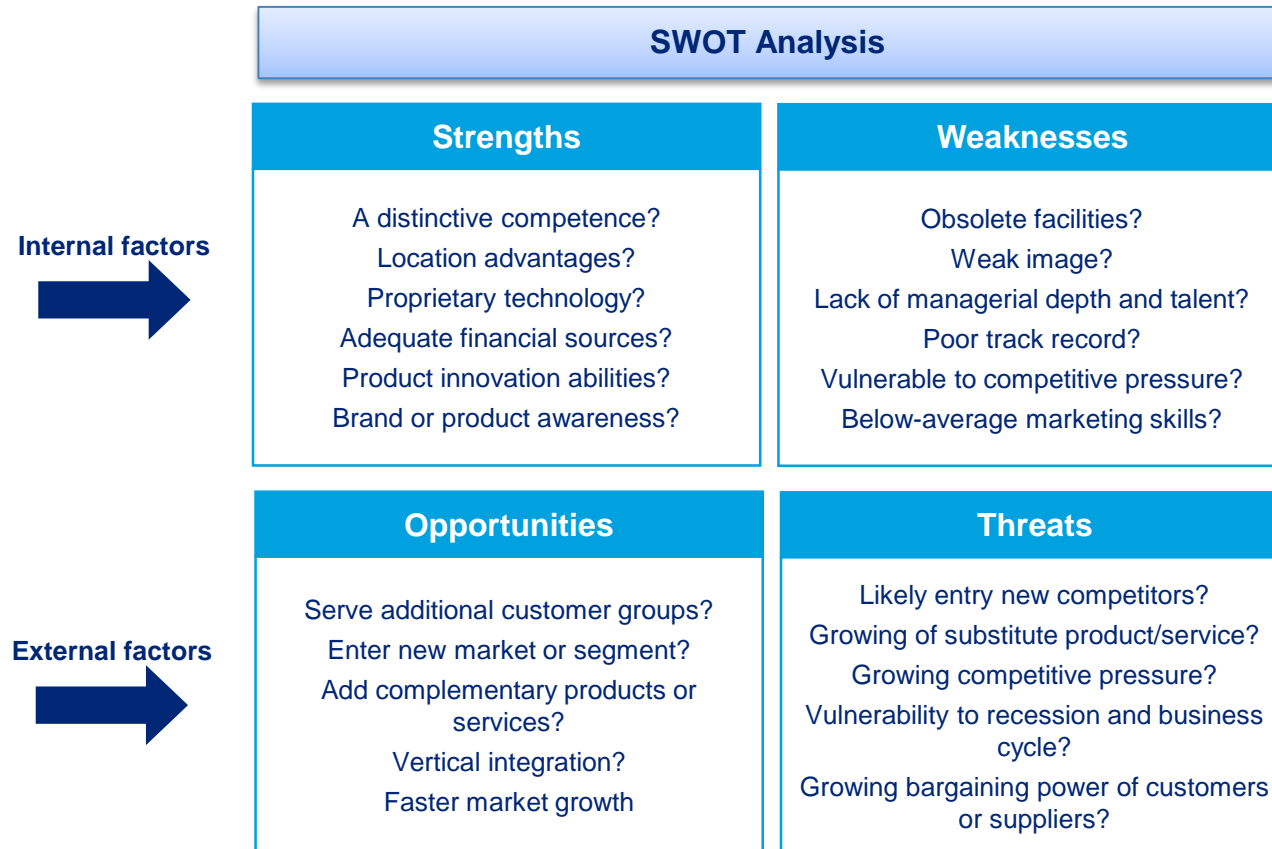 SWOT Analysis
Strengths
Weaknesses
Internal factors
A distinctive competence?
Location advantages?
Proprietary technology?
Adequate financial sources?
Product innovation abilities?
Brand or product awareness?
Obsolete facilities?
Weak image?
Lack of managerial depth and talent?
Poor track record?
Vulnerable to competitive pressure?
Below-average marketing skills?
Opportunities
Threats
External factors
Serve additional customer groups?
Enter new market or segment?
Add complementary products or
services?
Vertical integration?
Faster market growth
Likely entry new competitors?
Growing of substitute product/service?
Growing competitive pressure?
Vulnerability to recession and business
cycle?
Growing bargaining power of customers
or suppliers?